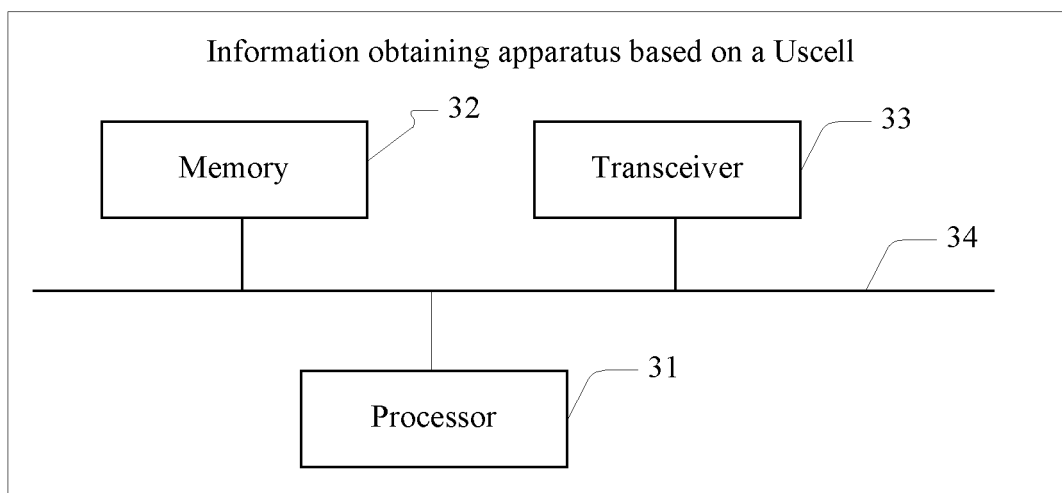 Information obtaining apparatus based on a Uscell
32
33
Memory
Transceiver
34
31
Processor